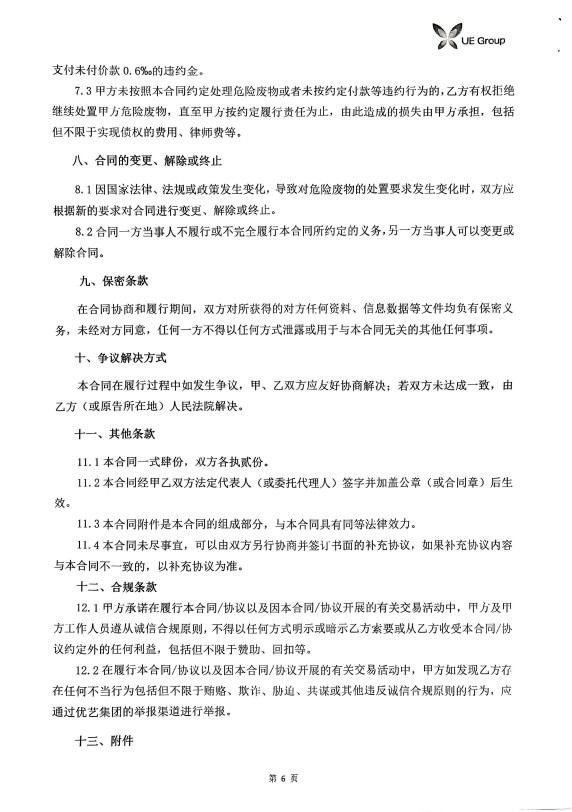 UE Group
支付未付价款 0.6‰的违约金。
7.3 甲方未按照本合同约定处理危险废物或者未按约定付款等违约行为的,乙方有权拒绝
继续处置甲方危险废物，直至甲方按约定履行责任为止，由此造成的损失由甲方承担，包括
但不限于实现债权的费用、律师费等。
八、合同的变更、解除或终止
8.1 因国家法律、法规或政策发生变化，导致对危险废物的处置要求发生变化时，双方应
根据新的要求对合同进行变更、解除或终止。
8.2 合同一方当事人不履行或不完全履行本合同所约定的义务,另一方当事人可以变更或
解除合同。
九、保密条款
在合同协商和履行期间，双方对所获得的对方任何资料、信息数据等文件均负有保密义
务，未经对方同意，任何一方不得以任何方式泄露或用于与本合同无关的其他任何事项。
十、争议解决方式
本合同在履行过程中如发生争议，甲、乙双方应友好协商解决；若双方未达成一致，由
乙方（或原告所在地）人民法院解决。
十一、其他条款
11.1 本合同一式肆份，双方各执贰份。
11.2 本合同经甲乙双方法定代表人（或委托代理人）签字并加盖公章（或合同章）后生
效。
11.3 本合同附件是本合同的组成部分，与本合同具有同等法律效力。
11.4 本合同未尽事宜，可以由双方另行协商并签订书面的补充协议，如果补充协议内容
与本合同不一致的，以补充协议为准。
十二、合规条款
12.1 甲方承诺在履行本合同/协议以及因本合同/协议开展的有关交易活动中，甲方及甲
方工作人员遵从诚信合规原则,不得以任何方式明示或暗示乙方索要或从乙方收受本合同/协
议约定外的任何利益，包括但不限于赞助、回扣等。
12.2 在履行本合同/协议以及因本合同/协议开展的有关交易活动中，甲方如发现乙方存
在任何不当行为包括但不限于贿赂、欺诈、胁迫、共谋或其他违反诚信合规原则的行为，应
通过优艺集团的举报渠道进行举报。
十三、附件
第 6 页